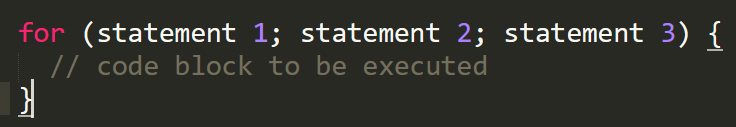 for (statement 1; statement 2; statement 3) {
  // code block to be executed
}